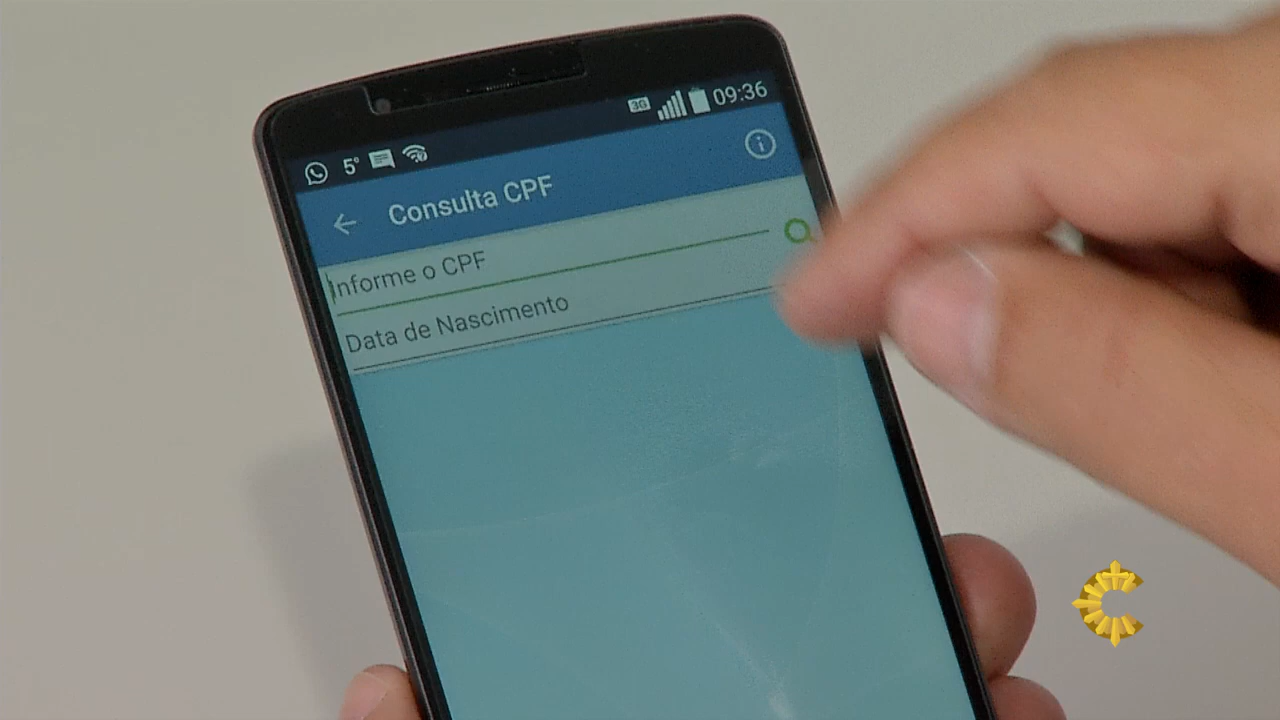 5° 3G 09:36
Consulta CPF
Informe o CPF
Data de Nascimento